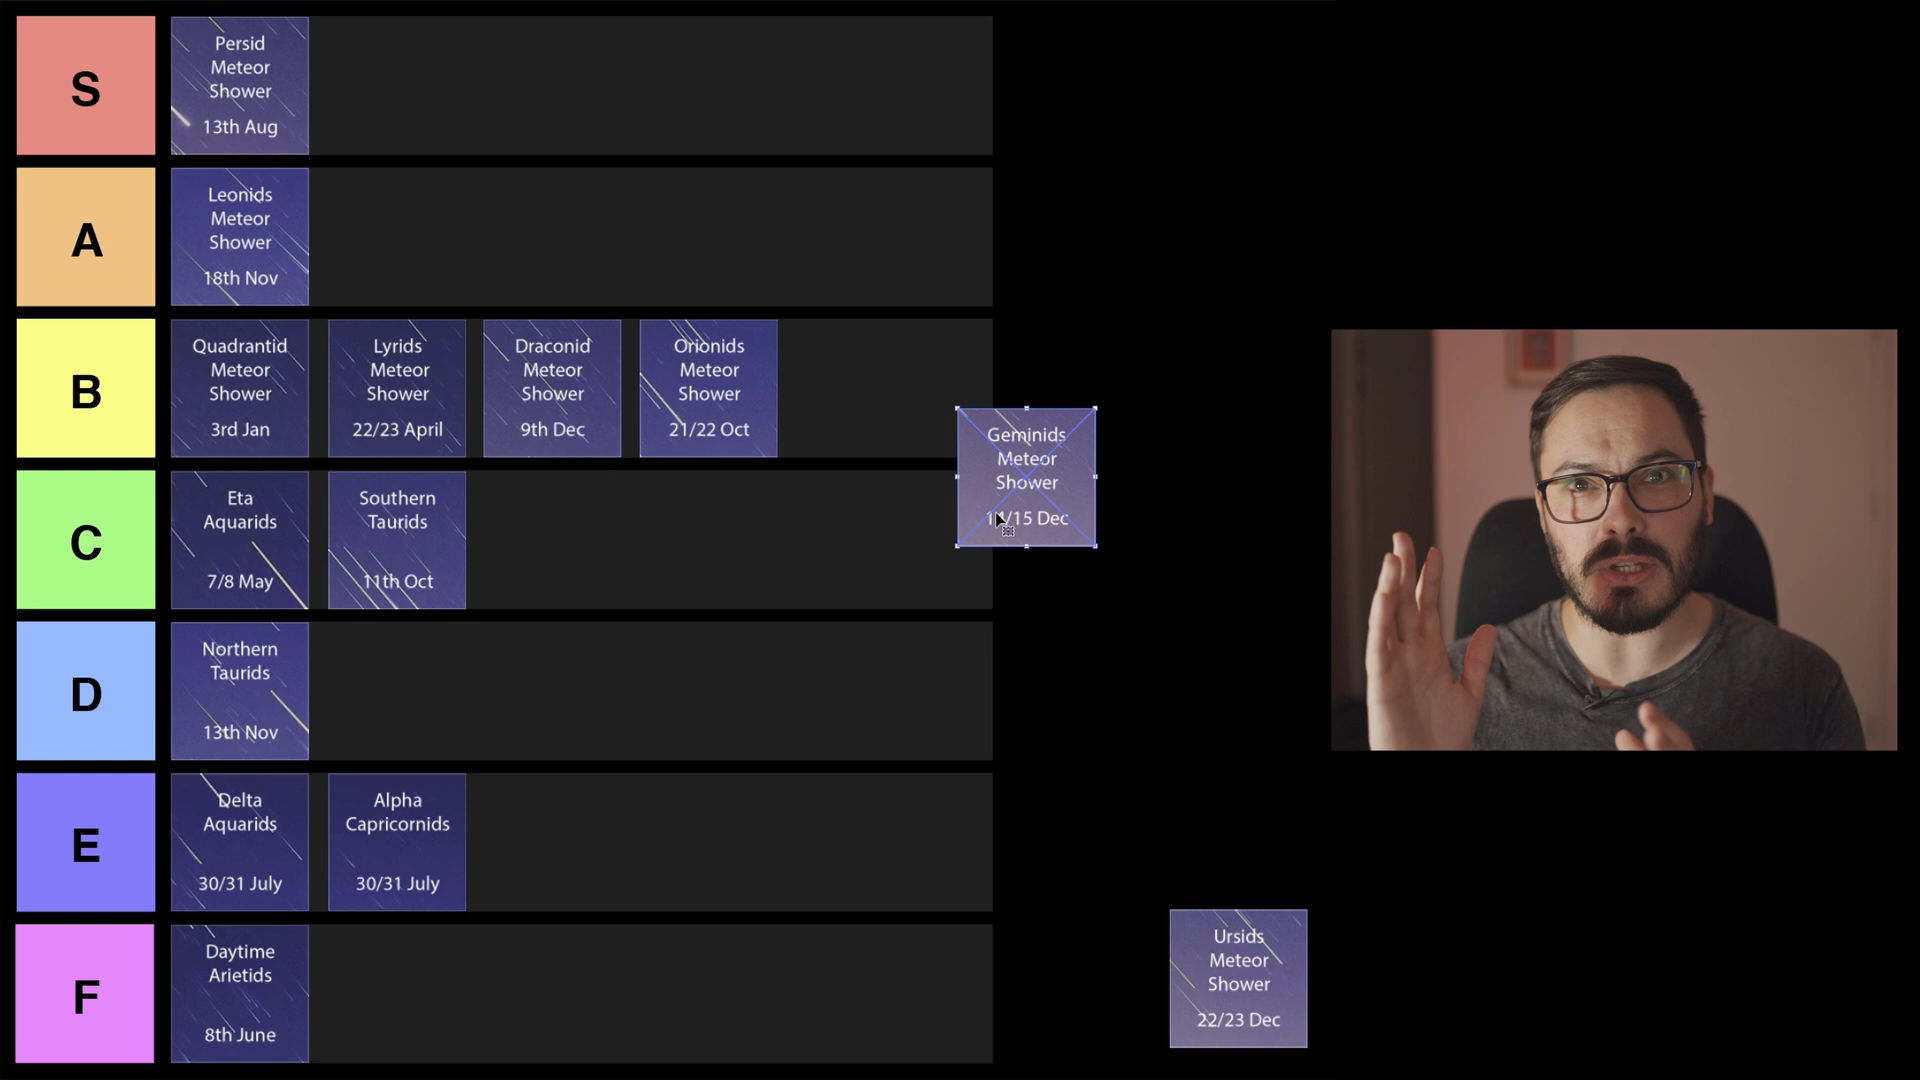 S
Persid
Meteor
Shower
13th Aug
A
Leonids
Meteor
Shower
18th Nov
B
Quadrantid
Meteor
Shower
3rd Jan
Lyrids
Meteor
Shower
22/23 April
Draconid
Meteor
Shower
9th Dec
Orionids
Meteor
Shower
21/22 Oct
Geminids
Meteor
Shower
14/15 Dec
C
Eta
Aquarids
7/8 May
Southern
Taurids
11th Oct
D
Northern
Taurids
13th Nov
E
Delta
Aquarids
30/31 July
Alpha
Capricornids
30/31 July
F
Daytime
Arietids
8th June
Ursids
Meteor
Shower
22/23 Dec